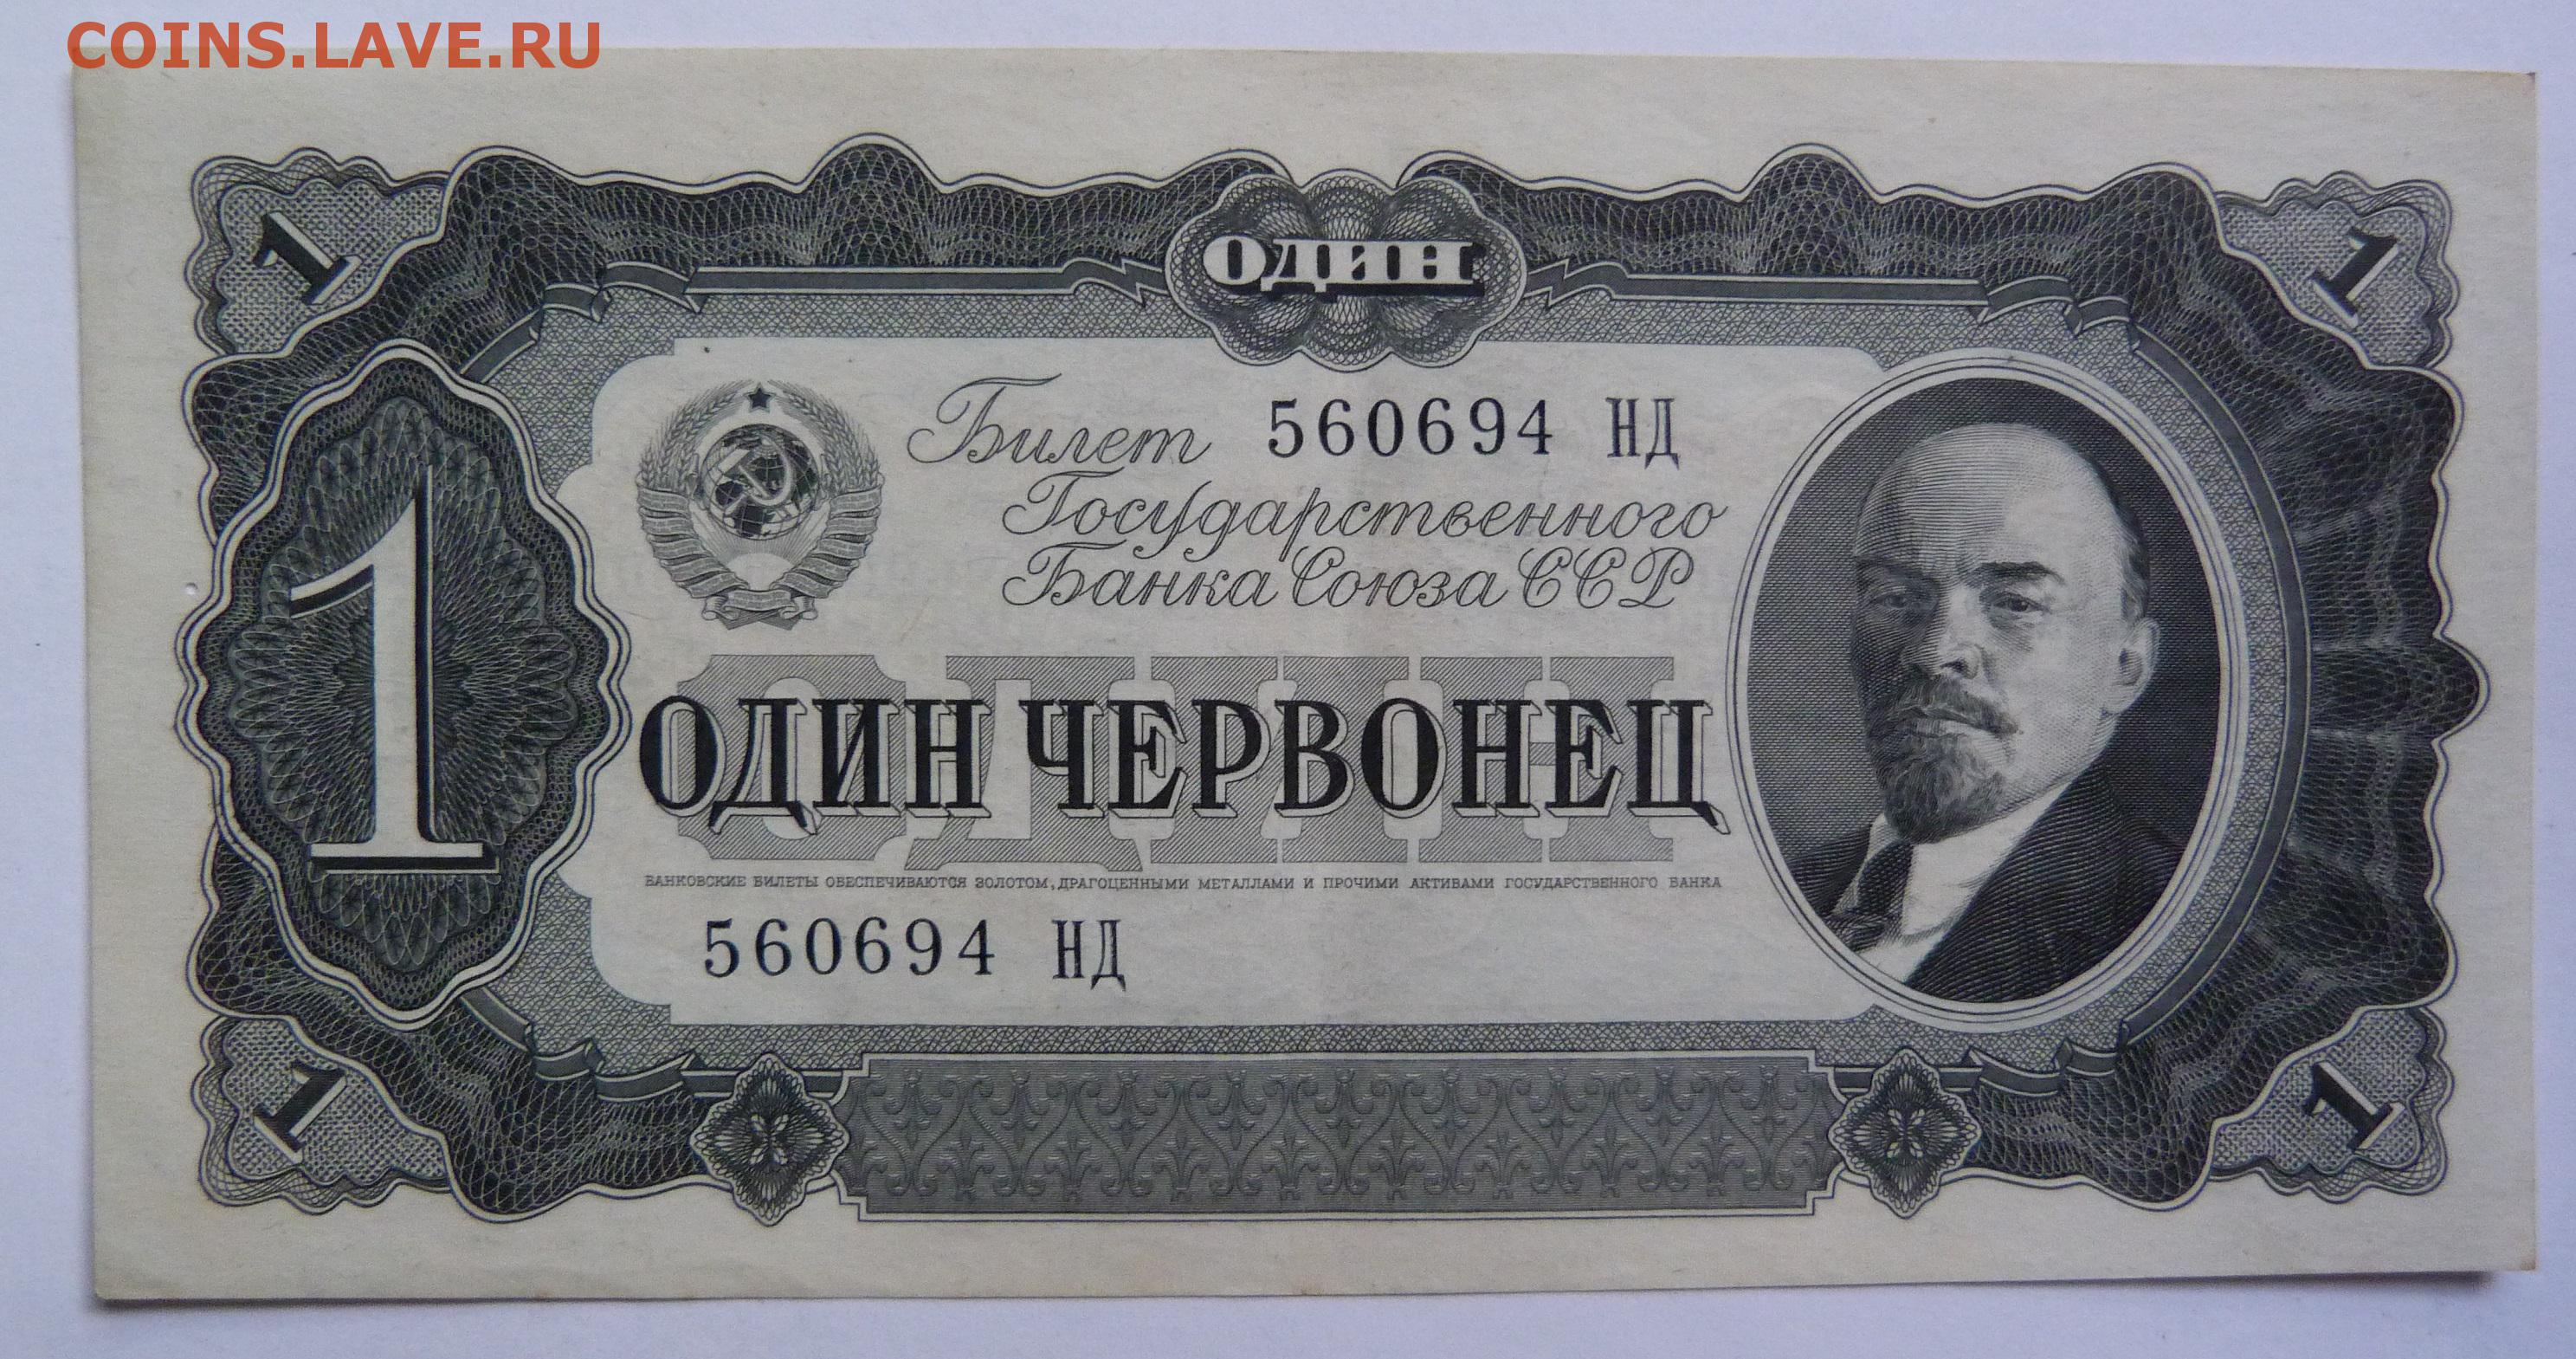 COINS.LAVE.RU
1
ОДИН
1
Билет 560694 НД
Государственного
Банка Союза ССР
1
ОДИН
ОДИН ЧЕРВОНЕЦ
БАНКОВСКИЕ БИЛЕТЫ ОБЕСПЕЧИВАЮТСЯ ЗОЛОТОМ, ДРАГОЦЕННЫМИ МЕТАЛЛАМИ И ПРОЧИМИ АКТИВАМИ ГОСУДАРСТВЕННОГО БАНКА
560694 НД
1
1